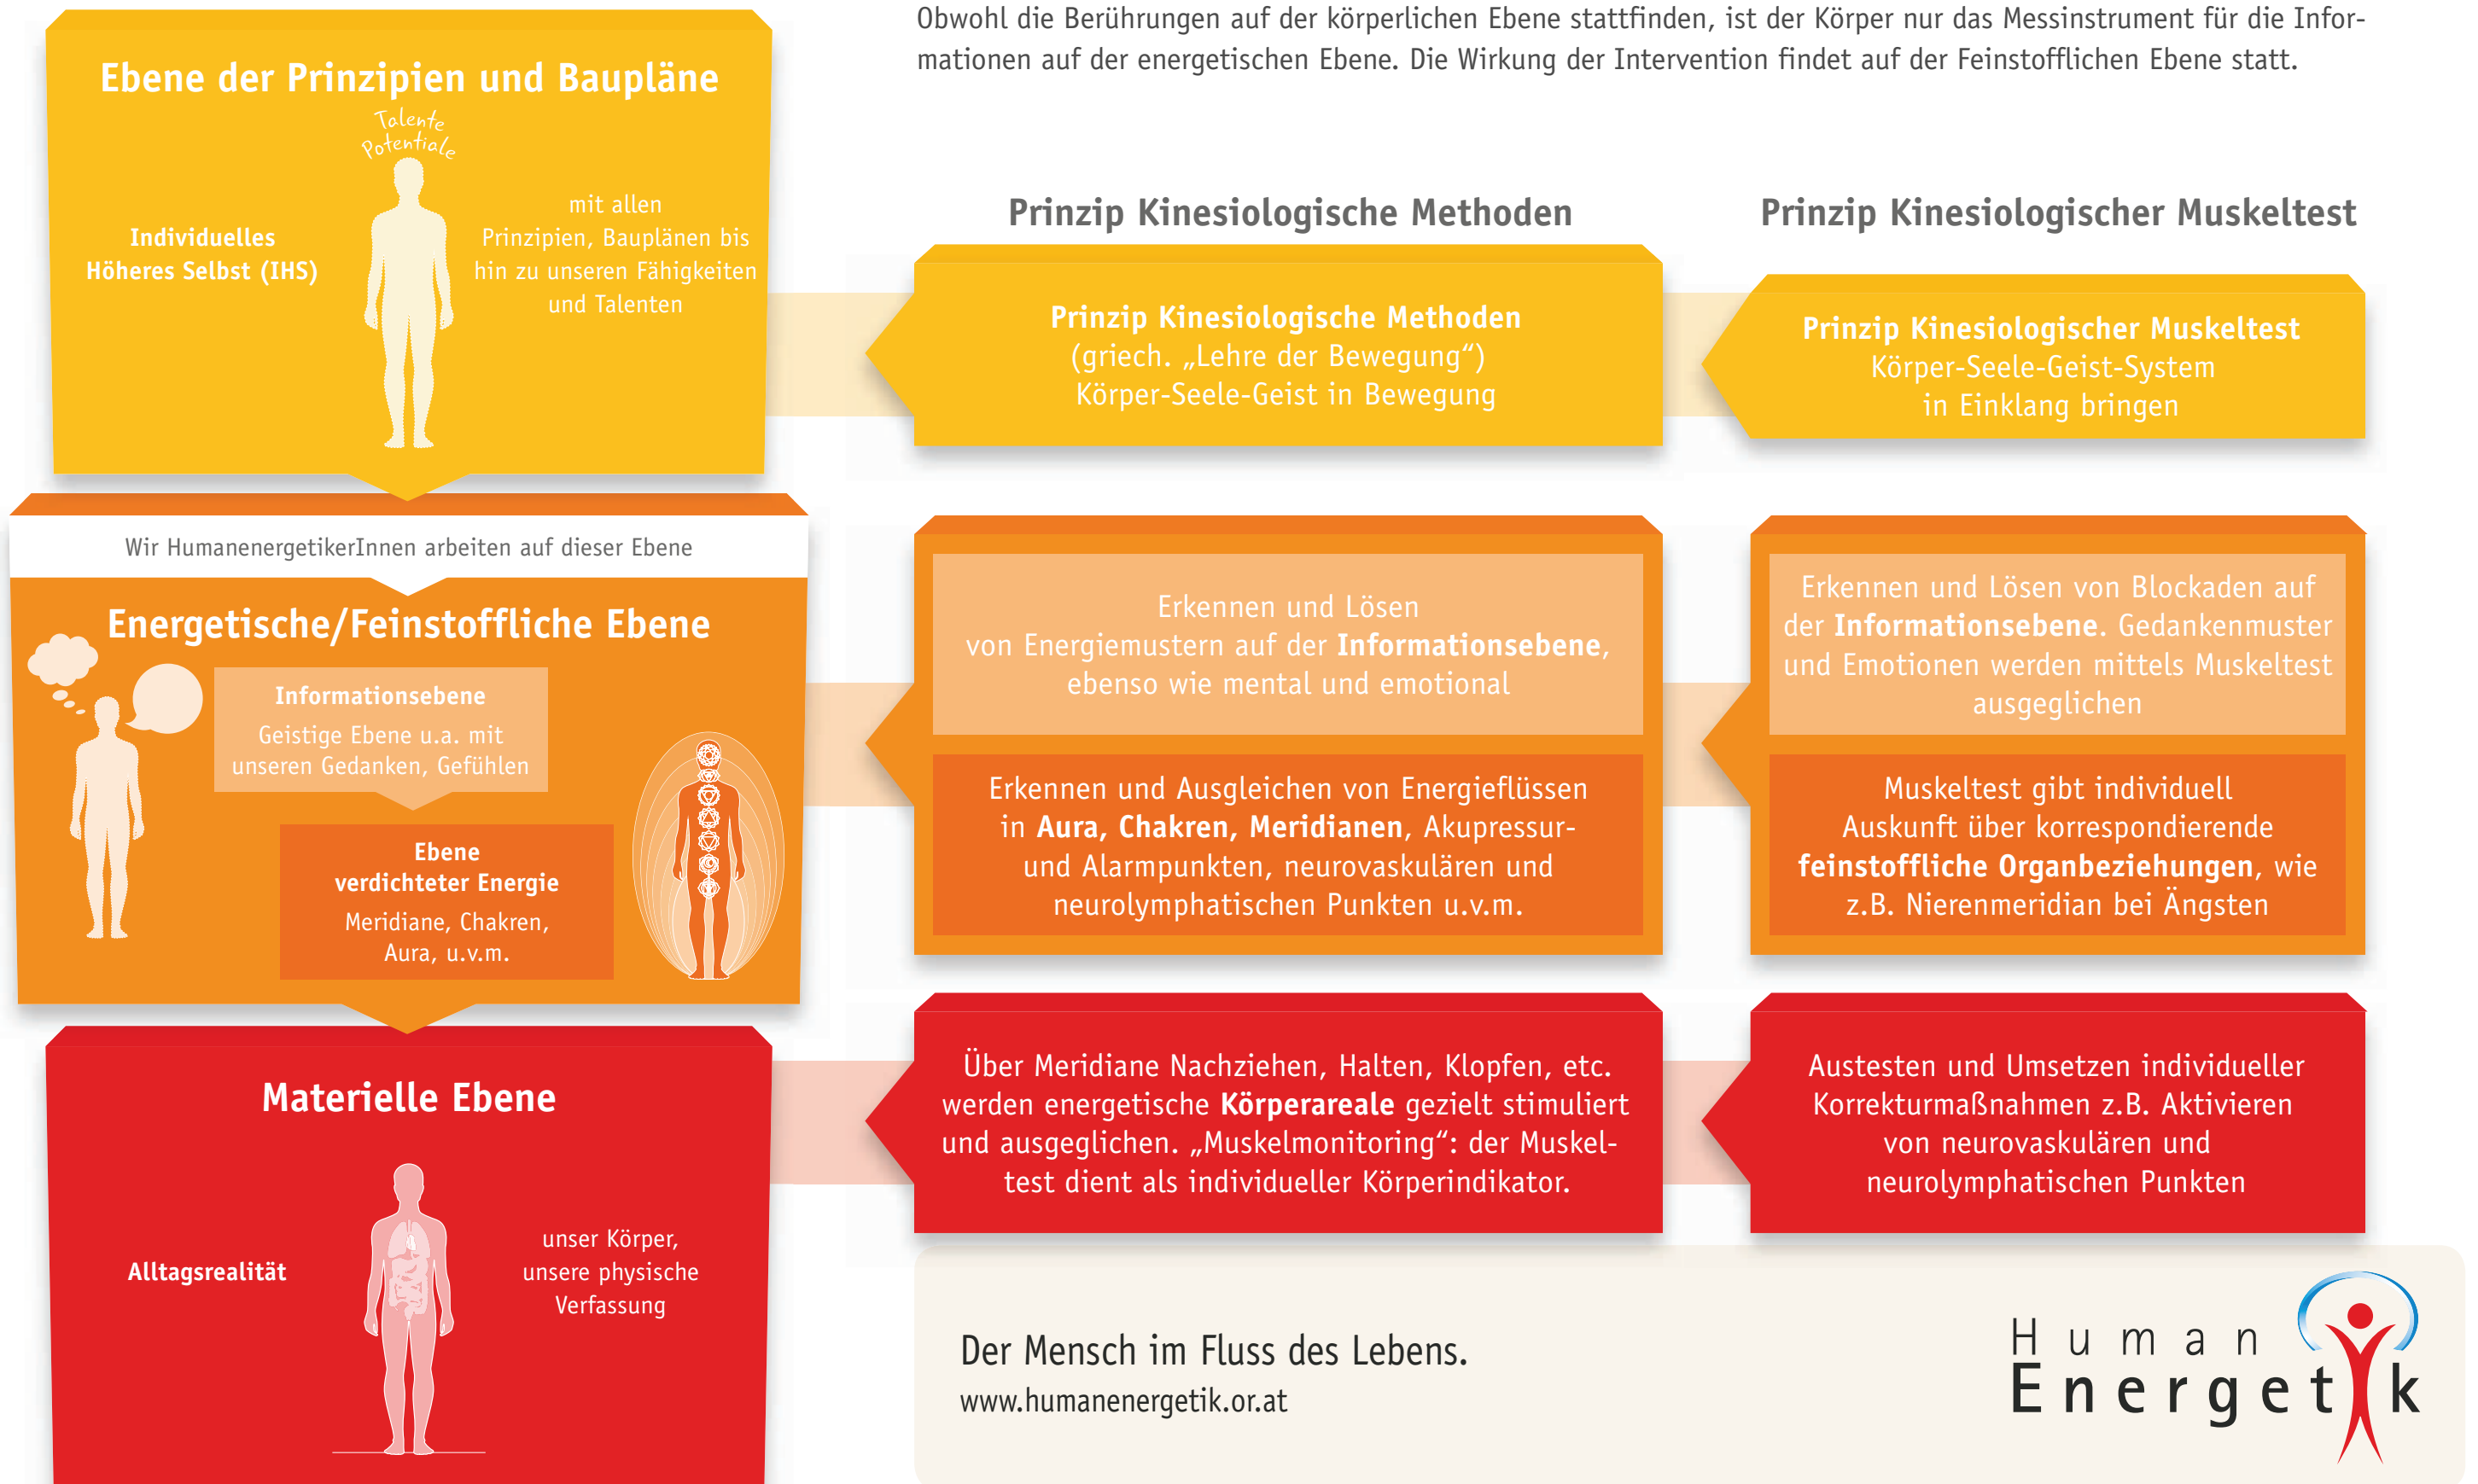 Obwohl die Berührungen auf der körperlichen Ebene stattfinden, ist der Körper nur das Messinstrument für die Infor-
mationen auf der energetischen Ebene. Die Wirkung der Intervention findet auf der Feinstofflichen Ebene statt.
Ebene der Prinzipien und Baupläne
Talente
Potentiale
Individuelles
Höheres Selbst (IHS)
mit allen
Prinzipien, Bauplänen bis
hin zu unseren Fähigkeiten
und Talenten
Prinzip Kinesiologische Methoden
Prinzip Kinesiologische Methoden
(griech. „Lehre der Bewegung“)
Körper-Seele-Geist in Bewegung
Prinzip Kinesiologischer Muskeltest
Prinzip Kinesiologischer Muskeltest
Körper-Seele-Geist-System
in Einklang bringen
Wir HumanenergetikerInnen arbeiten auf dieser Ebene
Energetische/Feinstoffliche Ebene
Informationsebene
Geistige Ebene u.a. mit
unseren Gedanken, Gefühlen
Ebene
verdichteter Energie
Meridiane, Chakren,
Aura, u.v.m.
Erkennen und Lösen
von Energiemustern auf der Informationsebene,
ebenso wie mental und emotional
Erkennen und Ausgleichen von Energieflüssen
in Aura, Chakren, Meridianen, Akupressur-
und Alarmpunkten, neurovaskulären und
neurolymphatischen Punkten u.v.m.
Erkennen und Lösen von Blockaden auf
der Informationsebene. Gedankenmuster
und Emotionen werden mittels Muskeltest
ausgeglichen
Muskeltest gibt individuell
Auskunft über korrespondierende
feinstoffliche Organbeziehungen, wie
z.B. Nierenmeridian bei Ängsten
Materielle Ebene
Alltagsrealität
unser Körper,
unsere physische
Verfassung
Über Meridiane Nachziehen, Halten, Klopfen, etc.
werden energetische Körperareale gezielt stimuliert
und ausgeglichen. „Muskelmonitoring“: der Muskel-
test dient als individueller Körperindikator.
Austesten und Umsetzen individueller
Korrekturmaßnahmen z.B. Aktivieren
von neurovaskulären und
neurolymphatischen Punkten
Der Mensch im Fluss des Lebens.
www.humanenergetik.or.at
Human
Energetik